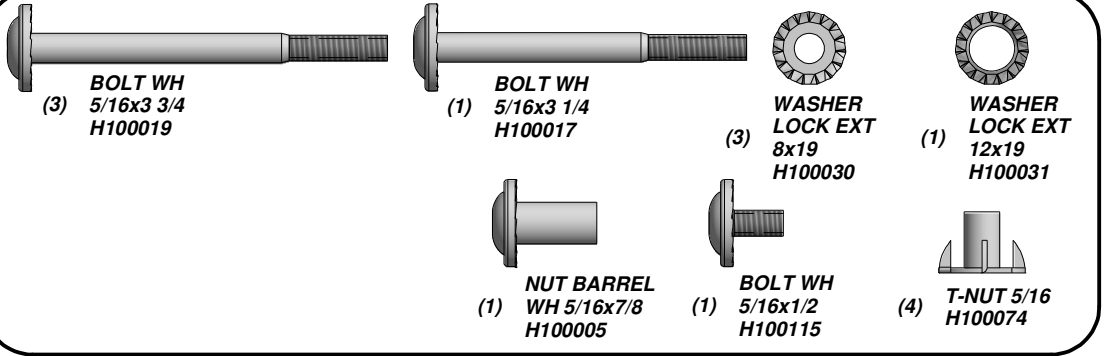 (3)
BOLT WH
5/16x3 3/4
H100019
(1)
BOLT WH
5/16x3 1/4
H100017
(3)
WASHER
LOCK EXT
8x19
H100030
(1)
WASHER
LOCK EXT
12x19
H100031
(1)
NUT BARREL
WH 5/16x7/8
H100005
(1)
BOLT WH
5/16x1/2
H100115
(4)
T-NUT 5/16
H100074